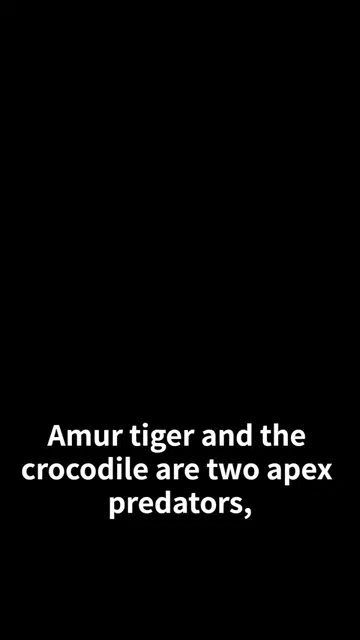 Amur tiger and the
crocodile are two apex
predators,